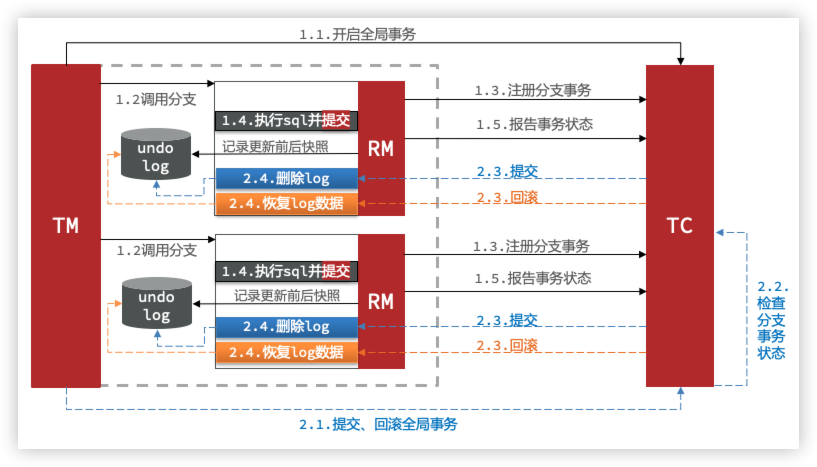 1.1.开启全局事务
TM
1.2调用分支
1.4.执行sql并提交
RM
1.3.注册分支事务
1.5.报告事务状态
undo
log
记录更新前后快照
2.4.删除log
2.3.提交
2.4.恢复log数据
2.3.回滚
TC
1.2调用分支
1.4.执行sql并提交
RM
1.3.注册分支事务
1.5.报告事务状态
undo
log
记录更新前后快照
2.4.删除log
2.3.提交
2.4.恢复log数据
2.3.回滚
2.2.
检查
分支
事务
状态
2.1.提交、回滚全局事务